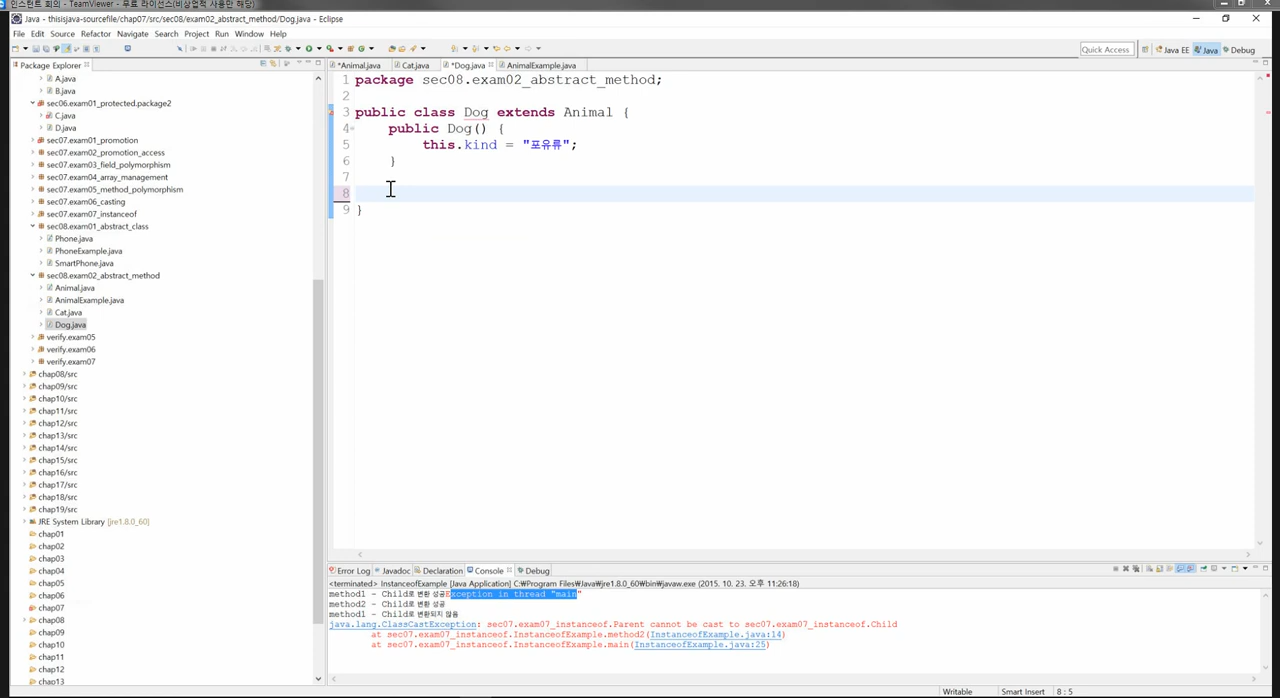 인스턴트 회의 - TeamViewer - 무료 라이선스(비상업적 사용만 해당)
Java - thisisjava-sourcefile/chap07/src/sec08/exam02_abstract_method/Dog.java - Eclipse
File Edit Source Refactor Navigate Search Project Run Window Help
Quick Access Java EE Java Debug
Package Explorer
A.java
B.java
sec06.exam01_protected.package2
C.java
D.java
sec07.exam01_promotion
sec07.exam02_promotion_access
sec07.exam03_field_polymorphism
sec07.exam04_array_management
sec07.exam05_method_polymorphism
sec07.exam06_casting
sec07.exam07_instanceof
sec08.exam01_abstract_class
Phone.java
PhoneExample.java
SmartPhone.java
sec08.exam02_abstract_method
Animal.java
AnimalExample.java
Cat.java
Dog.java
verify.exam05
verify.exam06
verify.exam07
chap08/src
chap09/src
chap10/src
chap11/src
chap12/src
chap13/src
chap14/src
chap15/src
chap16/src
chap17/src
chap18/src
chap19/src
JRE System Library [jre1.8.0_60]
chap01
chap02
chap03
chap04
chap05
chap06
chap07
chap08
chap09
chap10
chap11
chap12
chap13
*Animal.java Cat.java *Dog.java AnimalExample.java
1 package sec08.exam02_abstract_method;
2
3 public class Dog extends Animal {
4 public Dog() {
5 this.kind = "포유류";
6 }
7
8
9 }
Error Log Javadoc Declaration Console Debug
<terminated> InstanceofExample [Java Application] C:₩Program Files₩Java₩jre1.8.0_60₩bin₩javaw.exe (2015. 10. 23. 오후 11:26:18)
method1 - Child로 변환 성공Exception in thread "main"
method2 - Child로 변환 성공
method1 - Child로 변환되지 않음
java.lang.ClassCastException: sec07.exam07_instanceof.Parent cannot be cast to sec07.exam07_instanceof.Child
at sec07.exam07_instanceof.InstanceofExample.method2(InstanceofExample.java:14)
at sec07.exam07_instanceof.InstanceofExample.main(InstanceofExample.java:25)
Writable Smart Insert 8 : 5